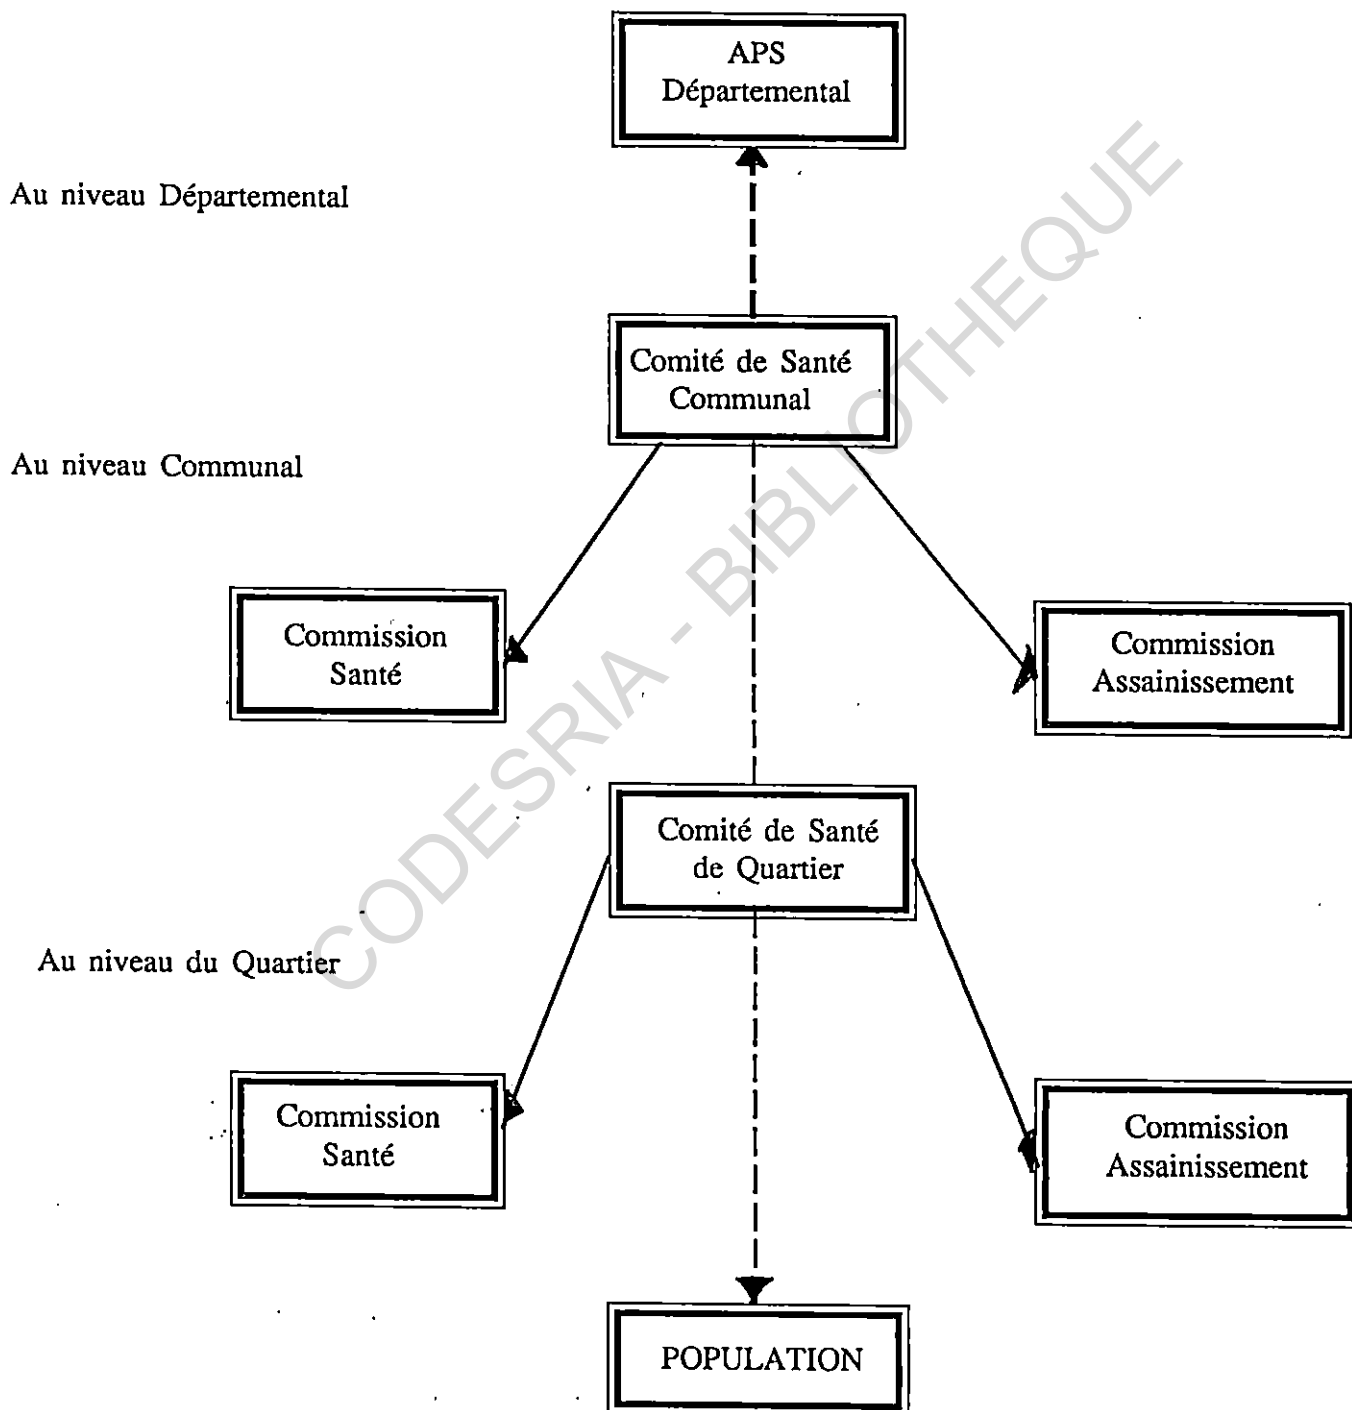 APS
Départemental
Au niveau Départemental
Comité de Santé
Communal
Au niveau Communal
Commission
Santé
Commission
Assainissement
Comité de Santé
de Quartier
Au niveau du Quartier
Commission
Santé
Commission
Assainissement
POPULATION
CODESRIA - BIBLIOTHEQUE